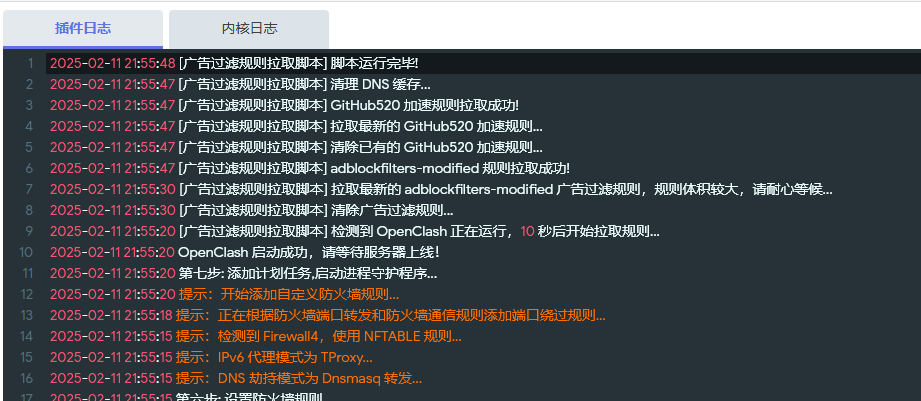 插件日志
内核日志
1 2025-02-11 21:55:48 [广告过滤规则拉取脚本] 脚本运行完毕!
2 2025-02-11 21:55:47 [广告过滤规则拉取脚本] 清理 DNS 缓存...
3 2025-02-11 21:55:47 [广告过滤规则拉取脚本] GitHub520 加速规则拉取成功!
4 2025-02-11 21:55:47 [广告过滤规则拉取脚本] 拉取最新的 GitHub520 加速规则...
5 2025-02-11 21:55:47 [广告过滤规则拉取脚本] 清除已有的 GitHub520 加速规则...
6 2025-02-11 21:55:47 [广告过滤规则拉取脚本] adblockfilters-modified 规则拉取成功!
7 2025-02-11 21:55:30 [广告过滤规则拉取脚本] 拉取最新的 adblockfilters-modified 广告过滤规则，规则体积较大，请耐心等候...
8 2025-02-11 21:55:30 [广告过滤规则拉取脚本] 清除广告过滤规则...
9 2025-02-11 21:55:20 [广告过滤规则拉取脚本] 检测到 OpenClash 正在运行，10 秒后开始拉取规则...
10 2025-02-11 21:55:20 OpenClash 启动成功，请等待服务器上线！
11 2025-02-11 21:55:20 第七步: 添加计划任务,启动进程守护程序...
12 2025-02-11 21:55:20 提示：开始添加自定义防火墙规则...
13 2025-02-11 21:55:18 提示：正在根据防火墙端口转发和防火墙通信规则添加端口绕过规则...
14 2025-02-11 21:55:15 提示：检测到 Firewall4，使用 NFTABLE 规则...
15 2025-02-11 21:55:15 提示：IPv6 代理模式为 TProxy...
16 2025-02-11 21:55:15 提示：DNS 劫持模式为 Dnsmasq 转发...
17 2025-02-11 21:55:15 第六步: 设置防火墙规则